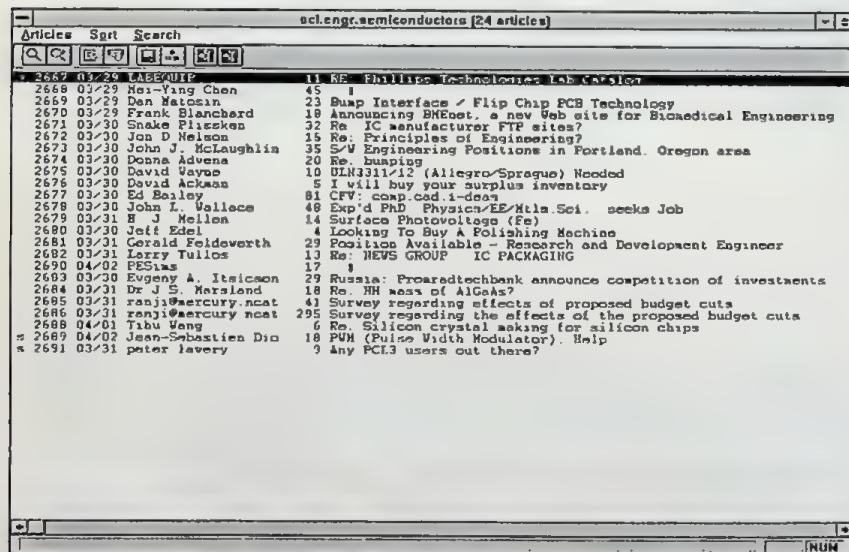 sci.engr.semiconductors [24 articles]
Articles Sort Search
s 2667 03/29 LABEQUIP 11 RE: Phillips Technologies Lab Catalog
2668 03/29 Mei-Ying Chen 45
2669 03/29 Dan Matosin 23 Bump Interface / Flip Chip PCB Technology
2670 03/29 Frank Blanchard 18 Announcing BMEnet, a new Web site for Biomedical Engineering
2671 03/30 Snake Plissken 32 Re IC manufacturer FTP sites?
2672 03/30 Jon D Nelson 15 Re: Principles of Engineering?
2673 03/30 John J. McLaughlin 35 S/W Engineering Positions in Portland. Oregon area
2674 03/30 Donna Advena 20 Re. bumping
2675 03/30 David Wayne 10 ULN3311/12 (Allegro/Sprague) Needed
2676 03/30 David Ackman 5 I will buy your surplus inventory
2677 03/30 Ed Bailey 81 CFV: comp.cad.i-deas
2678 03/30 John L. Wallace 48 Exp'd PhD Physics/EE/Mtls.Sci. seeks Job
2679 03/31 H J Mellon 14 Surface Photovoltage (Fe)
2680 03/30 Jeff Edel 4 Looking To Buy A Polishing Machine
2681 03/31 Gerald Feldewerth 29 Position Available - Research and Development Engineer
2682 03/31 Larry Tullos 13 Re: NEWS GROUP IC PACKAGING
2690 04/02 PESims 17
2683 03/30 Evgeny A. Itsicson 29 Russia: Promradtechbank announce competition of investments
2684 03/31 Dr J S. Marsland 18 Re. HH mass of AlGaAs?
2685 03/31 ranji@mercury.ncat 41 Survey regarding effects of proposed budget cuts
2686 03/31 ranji@mercury ncat 295 Survey regarding the effects of the proposed budget cuts
2688 04/01 Tibu Wang 6 Re. Silicon crystal making for silicon chips
s 2689 04/02 Jean-Sebastien Dio 18 PWM (Pulse Width Modulator). Help
s 2691 03/31 peter lavery 9 Any PCL3 users out there?
NUM